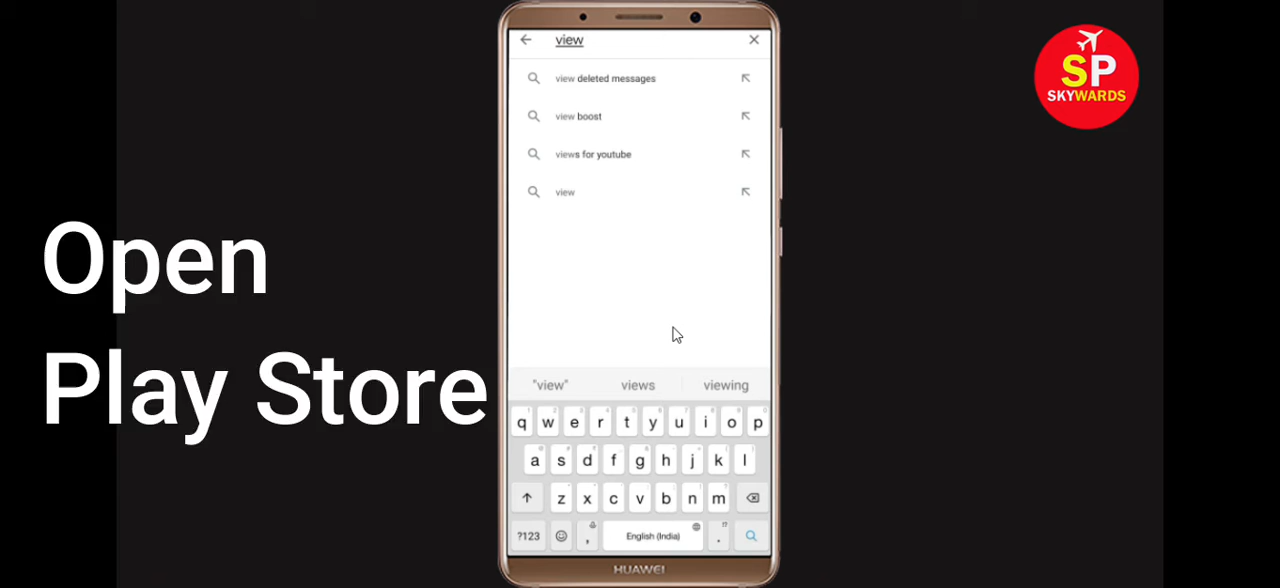 view
view deleted messages
view boost
views for youtube
view
SP
SKYWARDS
Open
Play Store
"view" views viewing
q w e r t y u i o p
a s d f g h j k l
z x c v b n m
?123 , English (India) .
HUAWEI